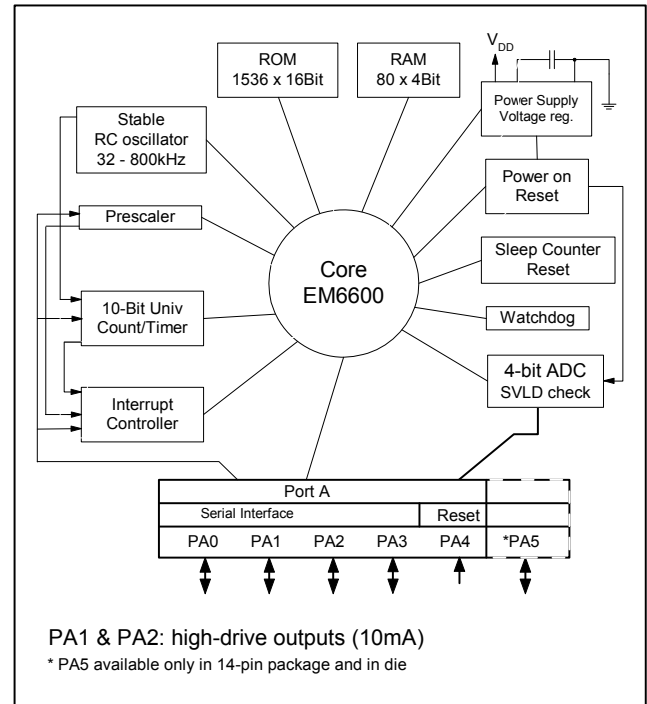 ROM
1536 x 16Bit
RAM
80 x 4Bit
VDD
Power Supply
Voltage reg.
Stable
RC oscillator
32 - 800kHz
Power on
Reset
Prescaler
Core
EM6600
Sleep Counter
Reset
10-Bit Univ
Count/Timer
Watchdog
4-bit ADC
SVLD check
Interrupt
Controller
Port A
Serial Interface
Reset
PA0 PA1 PA2 PA3 PA4 *PA5
PA1 & PA2: high-drive outputs (10mA)
* PA5 available only in 14-pin package and in die